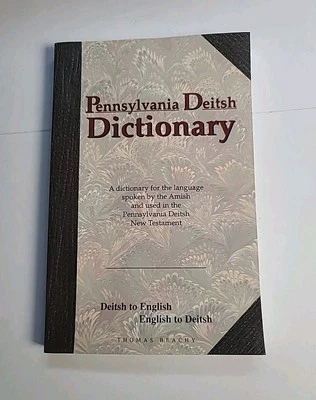 Pennsylvania Deitsh
Dictionary
A dictionary for the language
spoken by the Amish
and used in the
Pennsylvania Deitsh
New Testament
Deitsh to English
English to Deitsh
THOMAS BEACHY